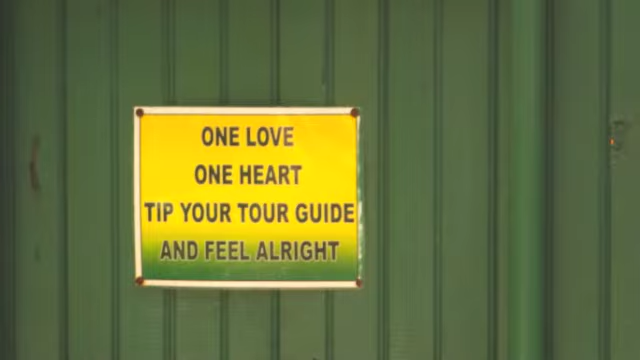 ONE LOVE
ONE HEART
TIP YOUR TOUR GUIDE
AND FEEL ALRIGHT